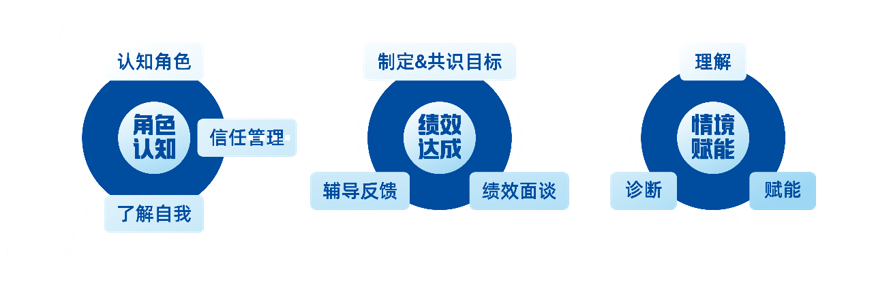 认知角色
角色
认知
信任管理
了解自我
制定&共识目标
绩效
达成
辅导反馈
绩效面谈
理解
情境
赋能
诊断
赋能